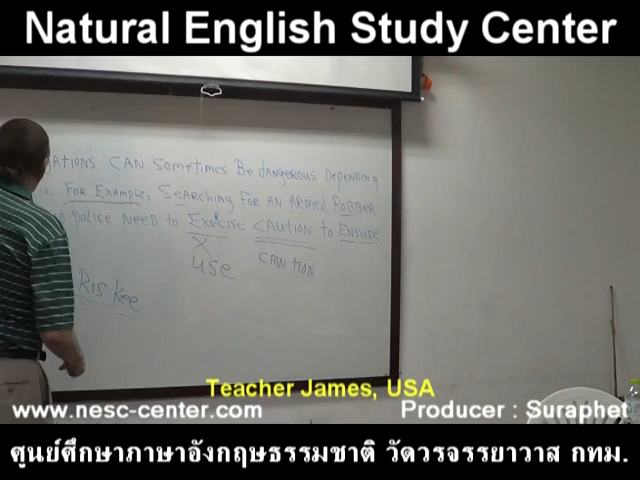 Natural English Study Center
GATIONS CAN Sometimes Be dangerous Depending
FOR EXAMPLE, SEARCHING FOR AN ARMED ROBBER
POLICE NEED to EXERCISE CAUTION to ENSURE
X
USE CAWTION
RIS Kee
Teacher James, USA
www.nesc-center.com Producer : Suraphet
ศูนย์ศึกษาภาษาอังกฤษธรรมชาติ วัดวรจรรยาวาส กทม.